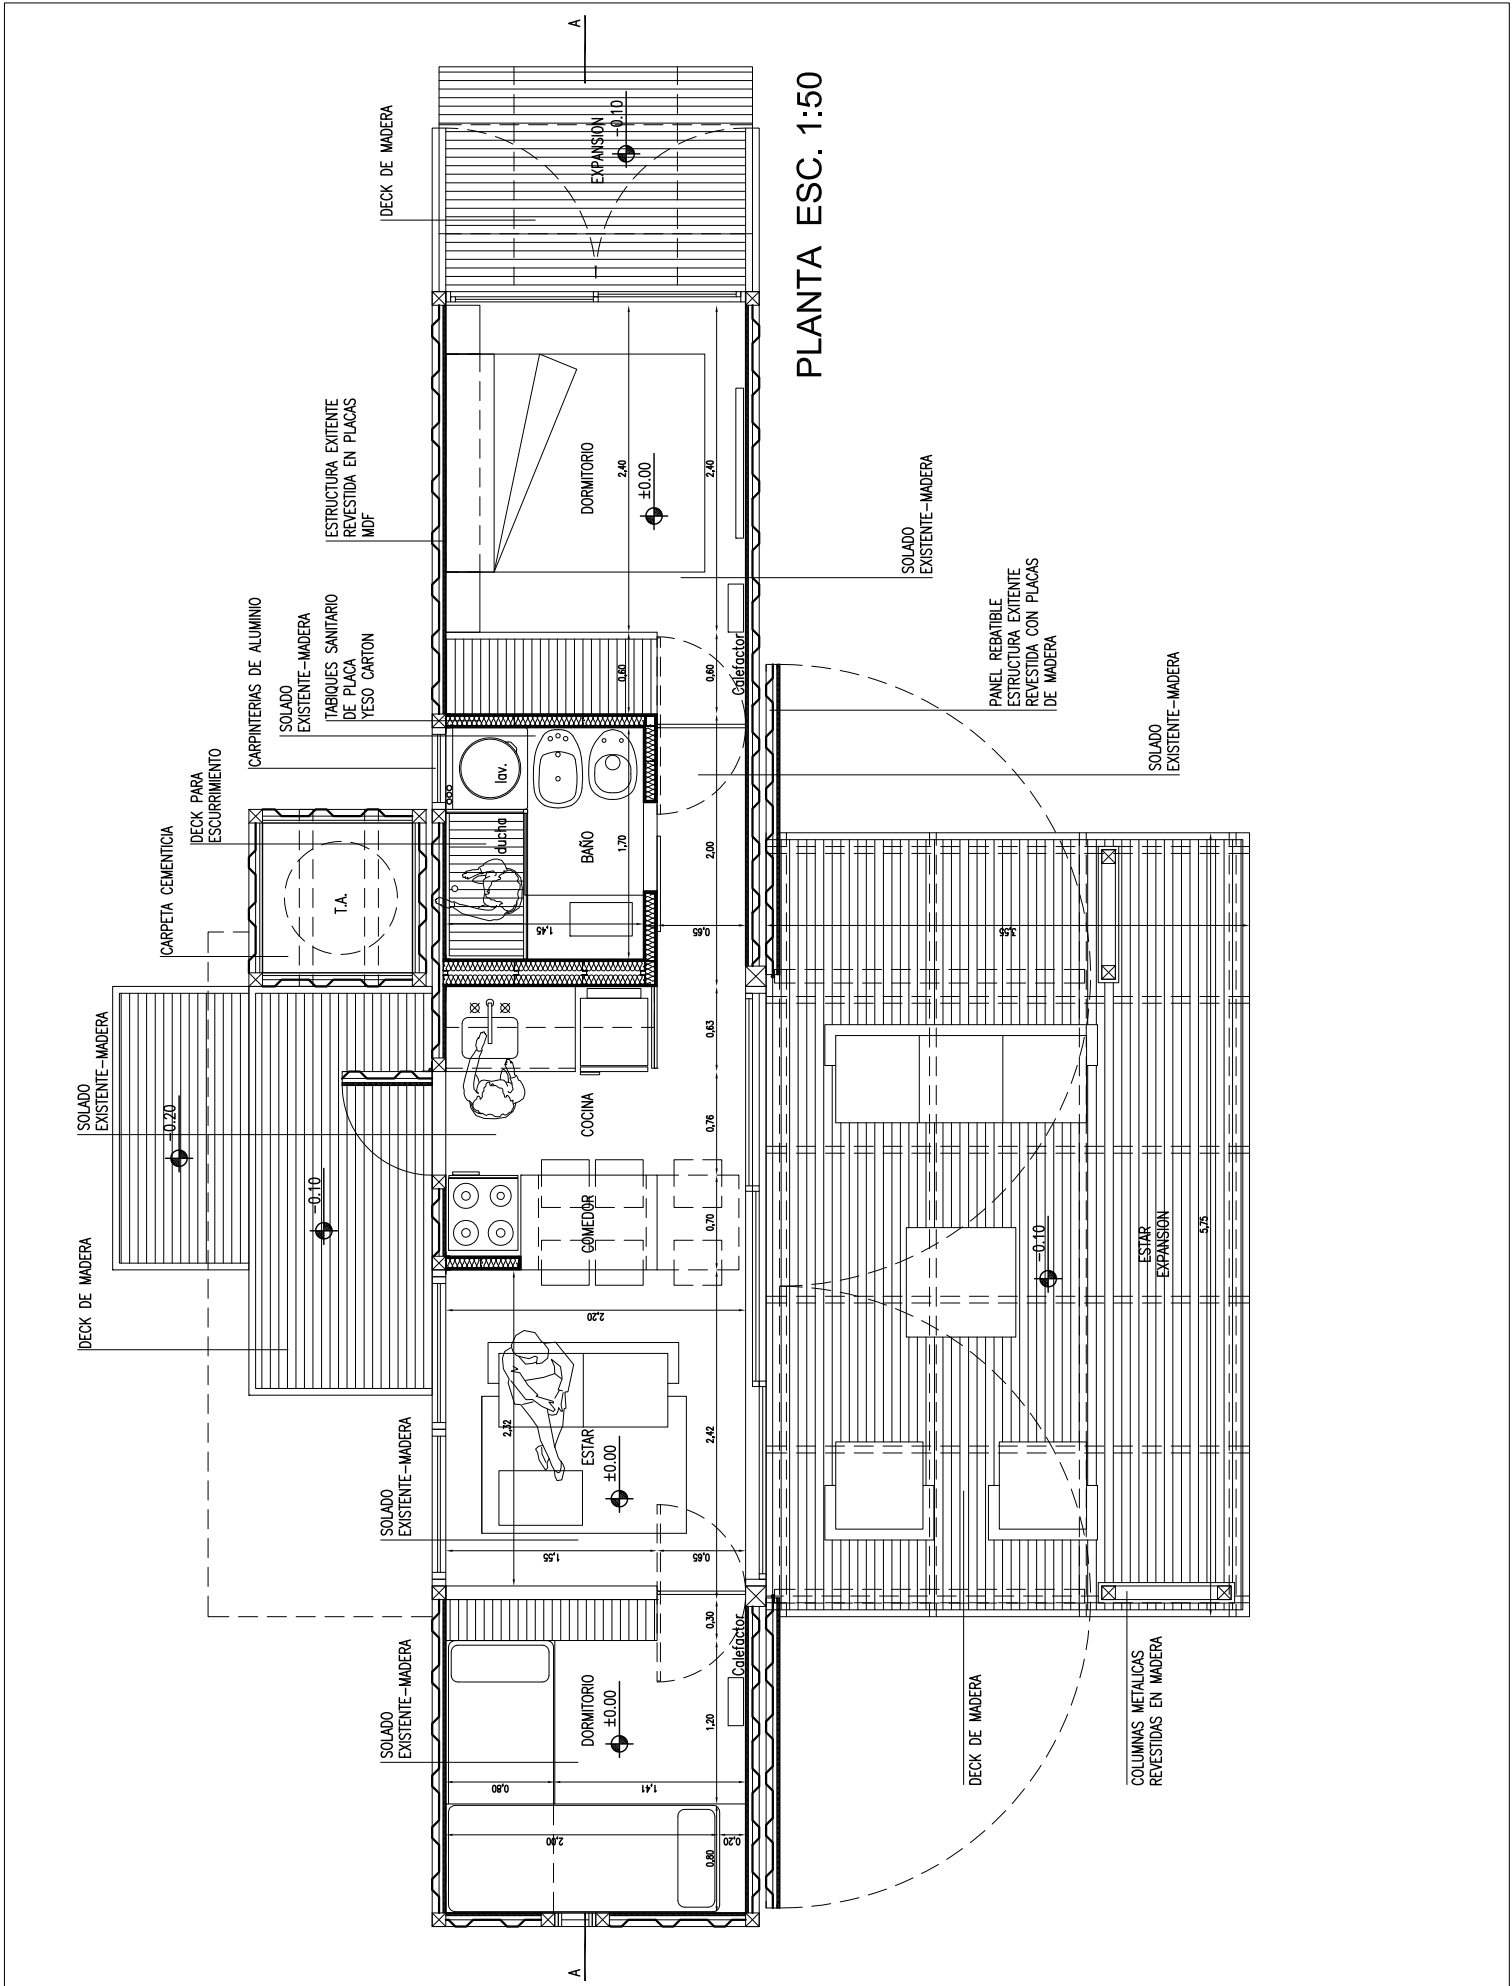 A
DECK DE MADERA
EXPANSION
-0.10
PLANTA ESC. 1:50
ESTRUCTURA EXITENTE
REVESTIDA EN PLACAS
MDF
DORMITORIO
±0.00
2,40
2,40
SOLADO
EXISTENTE-MADERA
CARPINTERIAS DE ALUMINIO
SOLADO
EXISTENTE-MADERA
TABIQUES SANITARIO
DE PLACA
YESO CARTON
0,60
0,60
Calefactor
PANEL REBATIBLE
ESTRUCTURA EXITENTE
REVESTIDA CON PLACAS
DE MADERA
SOLADO
EXISTENTE-MADERA
DECK PARA
ESCURRIMIENTO
CARPETA CEMENTICIA
T.A.
lav.
ducha
BAÑO
1,70
2,00
1,45
0,65
3,55
SOLADO
EXISTENTE-MADERA
-0.20
-0.10
DECK DE MADERA
COCINA
0,63
0,76
COMEDOR
0,70
2,20
-0.10
ESTAR
EXPANSION
5,75
SOLADO
EXISTENTE-MADERA
2,32
ESTAR
±0.00
2,42
1,55
0,65
SOLADO
EXISTENTE-MADERA
0,30
Calefactor
DORMITORIO
±0.00
1,20
0,80
1,41
2,00
0,20
0,80
DECK DE MADERA
COLUMNAS METALICAS
REVESTIDAS EN MADERA
A